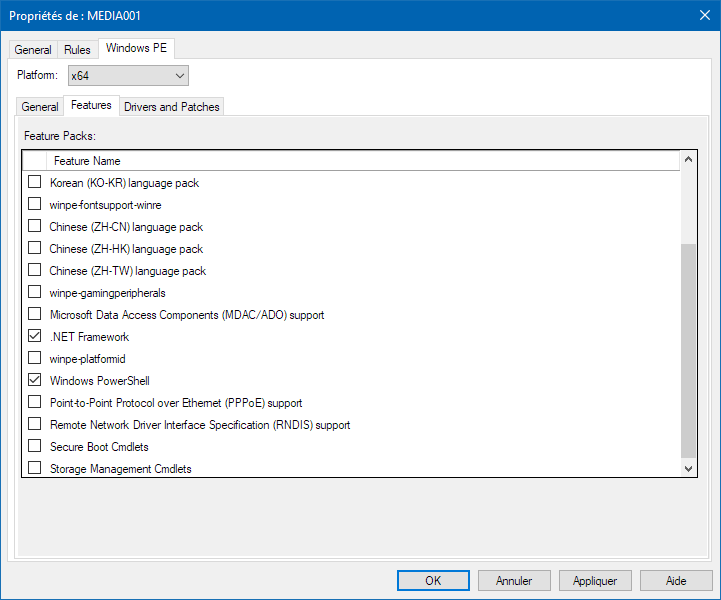 Propriétés de : MEDIA001
General Rules Windows PE
Platform: x64
General Features Drivers and Patches
Feature Packs:
Feature Name
Korean (KO-KR) language pack
winpe-fontsupport-winre
Chinese (ZH-CN) language pack
Chinese (ZH-HK) language pack
Chinese (ZH-TW) language pack
winpe-gamingperipherals
Microsoft Data Access Components (MDAC/ADO) support
.NET Framework
winpe-platformid
Windows PowerShell
Point-to-Point Protocol over Ethernet (PPPoE) support
Remote Network Driver Interface Specification (RNDIS) support
Secure Boot Cmdlets
Storage Management Cmdlets
OK Annuler Appliquer Aide